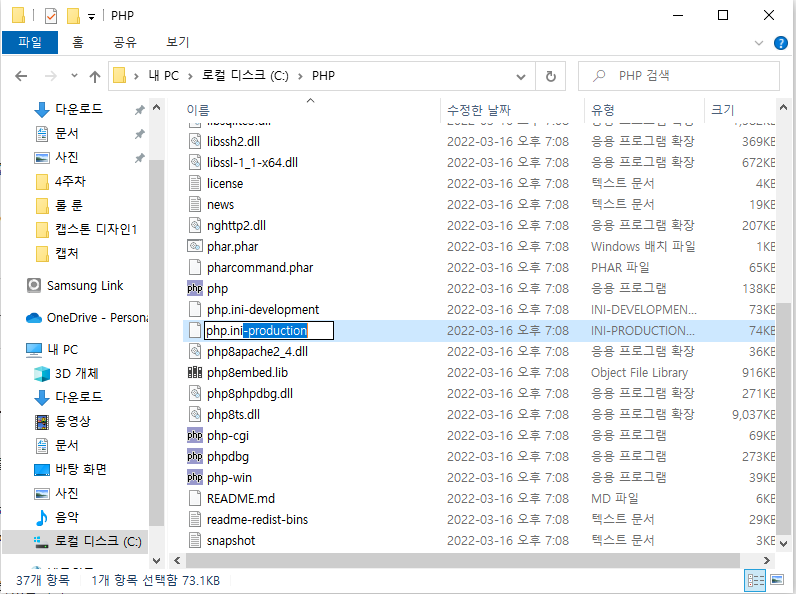 PHP
파일 홈 공유 보기
내 PC > 로컬 디스크 (C:) > PHP
PHP 검색
다운로드
문서
사진
4주차
롤 룬
캡스톤 디자인1
캡처
Samsung Link
OneDrive - Persona
내 PC
3D 개체
다운로드
동영상
문서
바탕 화면
사진
음악
로컬 디스크 (C:)
이름 수정한 날짜 유형 크기
libssh2.dll 2022-03-16 오후 7:08 응용 프로그램 확장 369KB
libssl-1_1-x64.dll 2022-03-16 오후 7:08 응용 프로그램 확장 672KB
license 2022-03-16 오후 7:08 텍스트 문서 4KB
news 2022-03-16 오후 7:08 텍스트 문서 19KB
nghttp2.dll 2022-03-16 오후 7:08 응용 프로그램 확장 207KB
phar.phar 2022-03-16 오후 7:08 Windows 배치 파일 1KB
pharcommand.phar 2022-03-16 오후 7:08 PHAR 파일 65KB
php php 2022-03-16 오후 7:08 응용 프로그램 138KB
php.ini-development 2022-03-16 오후 7:08 INI-DEVELOPMEN... 73KB
php.ini-production 2022-03-16 오후 7:08 INI-PRODUCTION... 74KB
php8apache2_4.dll 2022-03-16 오후 7:08 응용 프로그램 확장 36KB
php8embed.lib 2022-03-16 오후 7:08 Object File Library 916KB
php8phpdbg.dll 2022-03-16 오후 7:08 응용 프로그램 확장 271KB
php8ts.dll 2022-03-16 오후 7:08 응용 프로그램 확장 9,037KB
php php-cgi 2022-03-16 오후 7:08 응용 프로그램 69KB
php phpdbg 2022-03-16 오후 7:08 응용 프로그램 273KB
php php-win 2022-03-16 오후 7:08 응용 프로그램 39KB
README.md 2022-03-16 오후 7:08 MD 파일 6KB
readme-redist-bins 2022-03-16 오후 7:08 텍스트 문서 29KB
snapshot 2022-03-16 오후 7:08 텍스트 문서 3KB
37개 항목 1개 항목 선택함 73.1KB